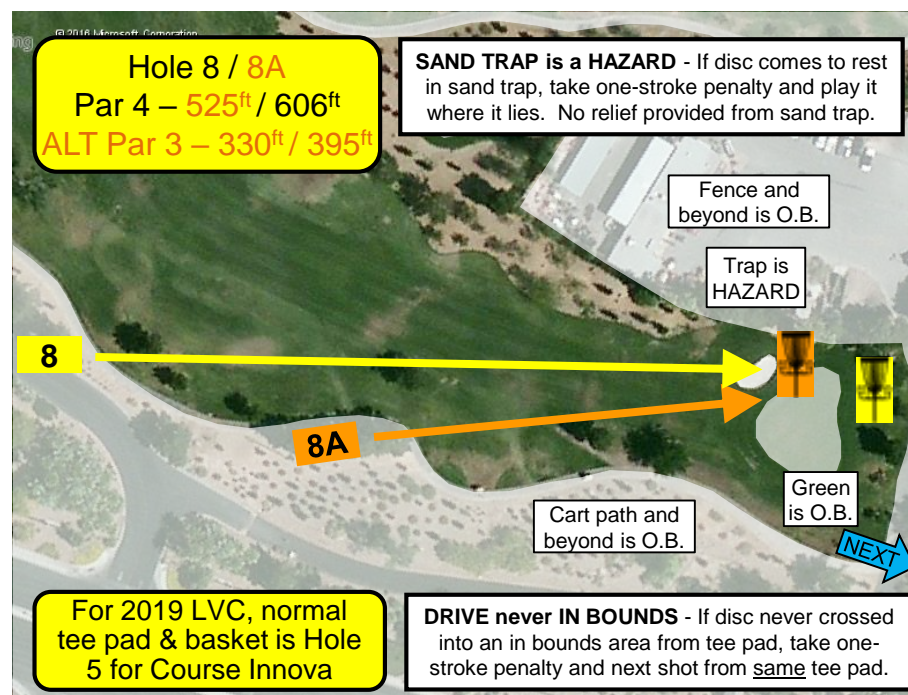 © 2016 Microsoft Corporation
Hole 8 / 8A
Par 4 – 525ft / 606ft
ALT Par 3 – 330ft / 395ft
SAND TRAP is a HAZARD - If disc comes to rest
in sand trap, take one-stroke penalty and play it
where it lies. No relief provided from sand trap.
Fence and
beyond is O.B.
Trap is
HAZARD
8
8A
Green
is O.B.
Cart path and
beyond is O.B.
NEXT
For 2019 LVC, normal
tee pad & basket is Hole
5 for Course Innova
DRIVE never IN BOUNDS - If disc never crossed
into an in bounds area from tee pad, take one-
stroke penalty and next shot from same tee pad.